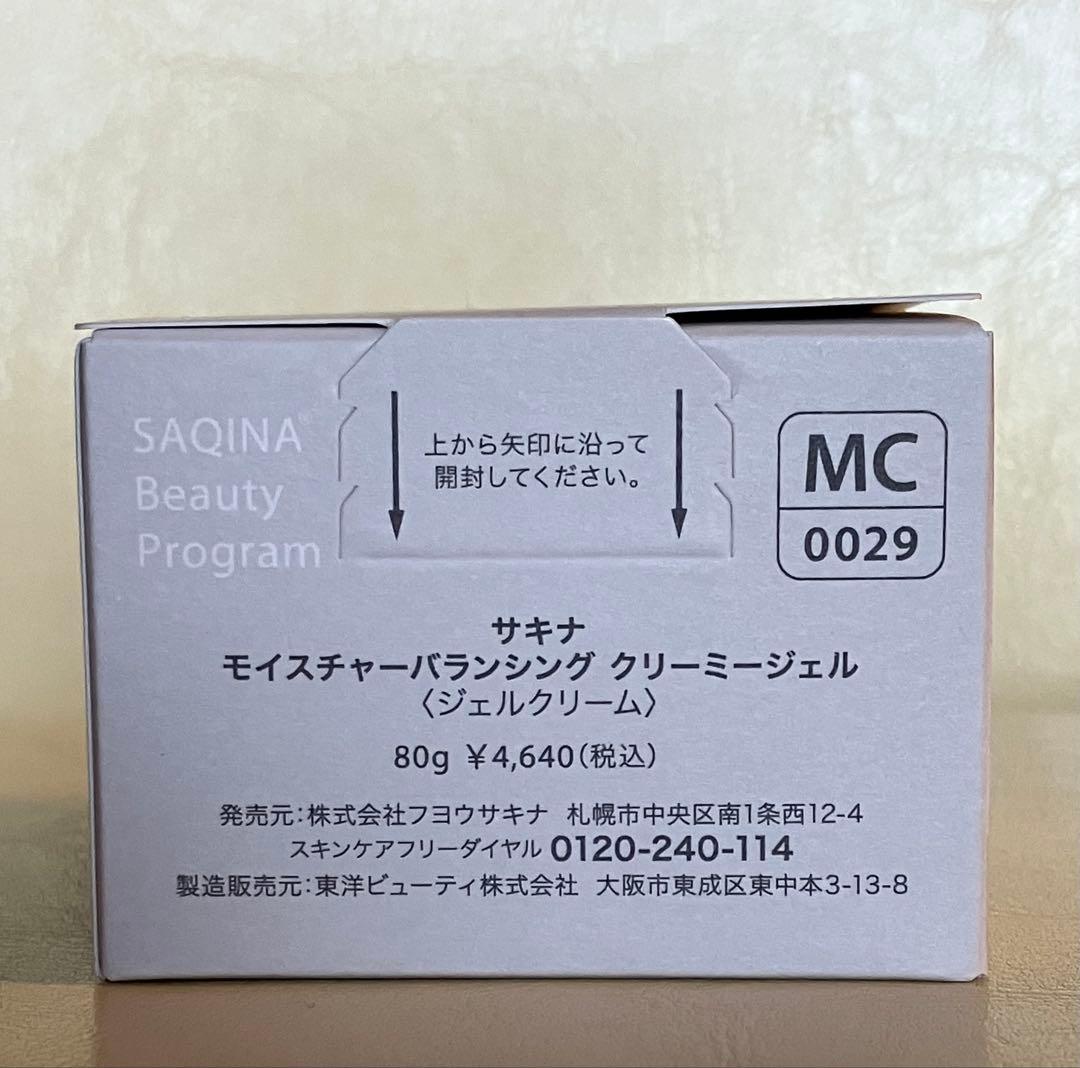 SAQINA®
Beauty
Program
上から矢印に沿って
開封してください。
MC
0029
サキナ
モイスチャーバランシング クリーミージェル
〈ジェルクリーム〉
80g ¥4,640(税込)
発売元:株式会社フヨウサキナ 札幌市中央区南1条西12-4
スキンケアフリーダイヤル 0120-240-114
製造販売元:東洋ビューティ株式会社 大阪市東成区東中本3-13-8